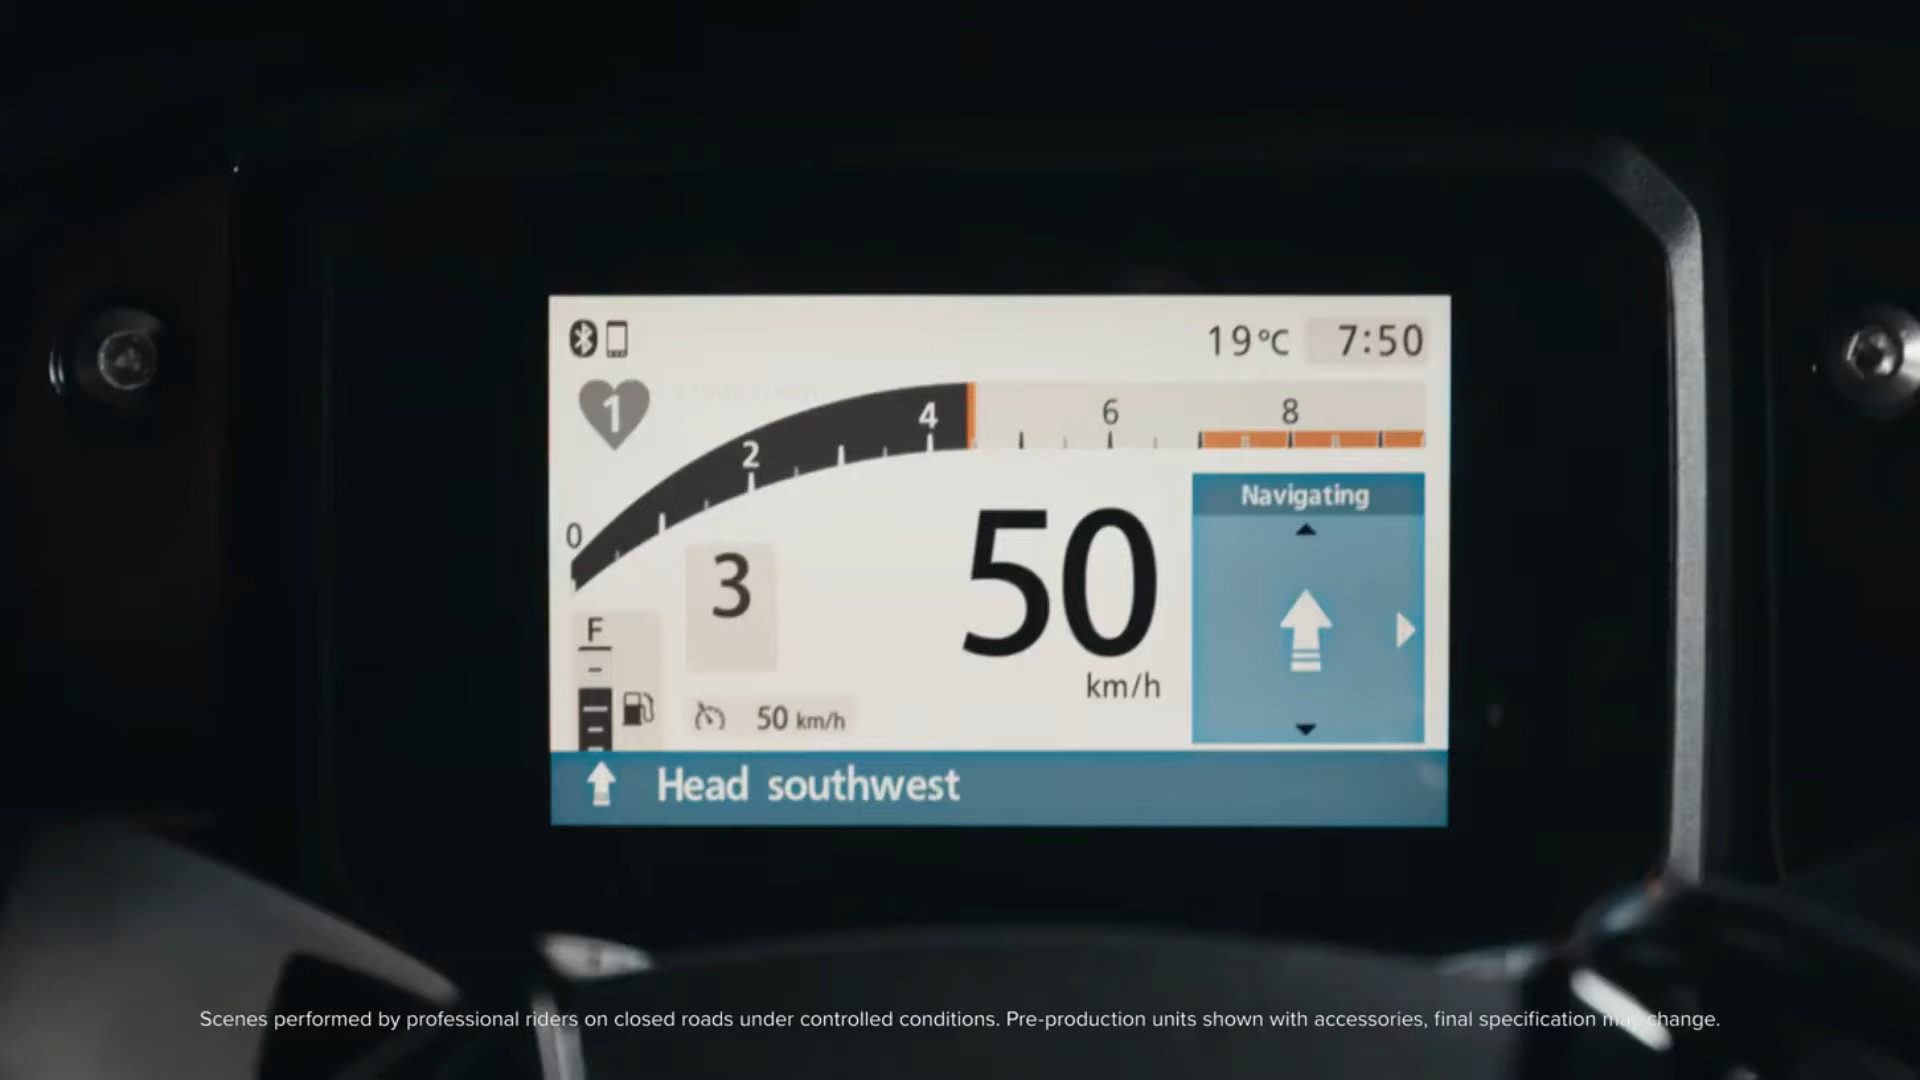 19°C 7:50
1
0 2 4 6 8
Navigating
3
50
km/h
F
50 km/h
Head southwest
Scenes performed by professional riders on closed roads under controlled conditions. Pre-production units shown with accessories, final specification change.